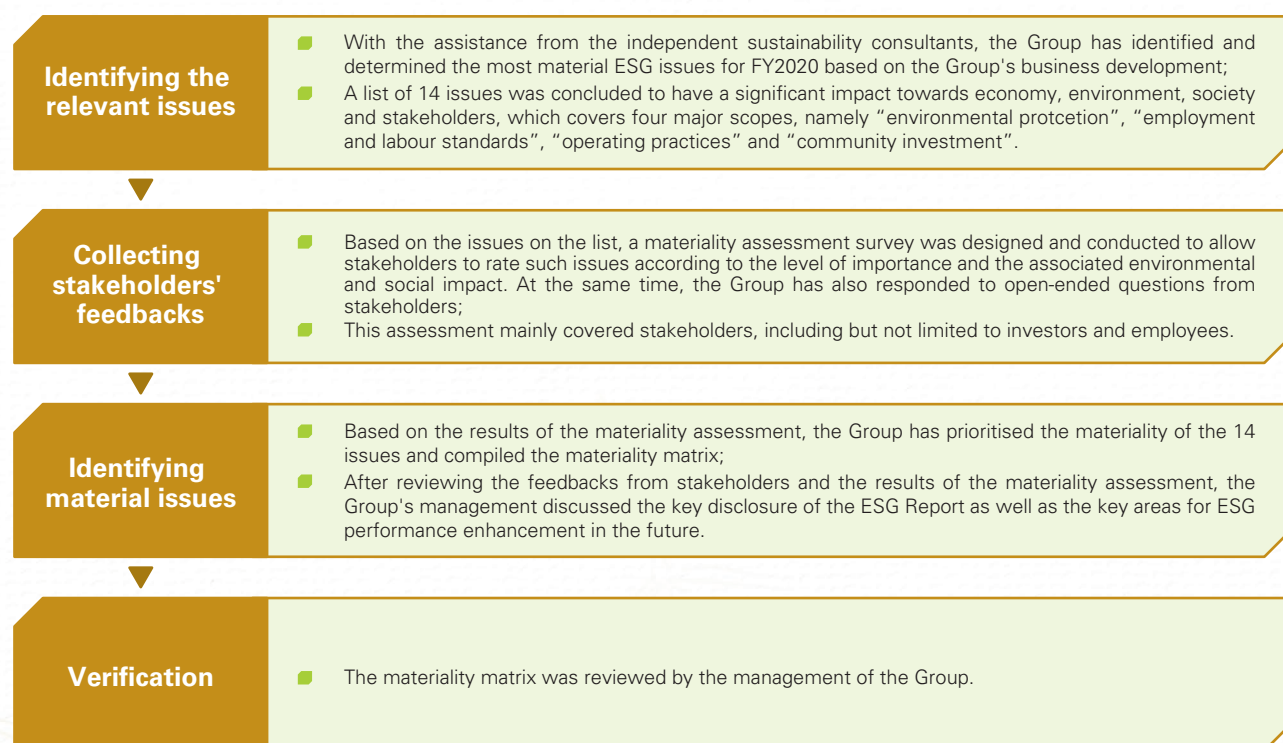 Identifying the
relevant issues
With the assistance from the independent sustainability consultants, the Group has identified and
determined the most material ESG issues for FY2020 based on the Group's business development;
A list of 14 issues was concluded to have a significant impact towards economy, environment, society
and stakeholders, which covers four major scopes, namely “environmental protcetion”, “employment
and labour standards”, “operating practices” and “community investment”.
Collecting
stakeholders'
feedbacks
Based on the issues on the list, a materiality assessment survey was designed and conducted to allow
stakeholders to rate such issues according to the level of importance and the associated environmental
and social impact. At the same time, the Group has also responded to open-ended questions from
stakeholders;
This assessment mainly covered stakeholders, including but not limited to investors and employees.
Identifying
material issues
Based on the results of the materiality assessment, the Group has prioritised the materiality of the 14
issues and compiled the materiality matrix;
After reviewing the feedbacks from stakeholders and the results of the materiality assessment, the
Group's management discussed the key disclosure of the ESG Report as well as the key areas for ESG
performance enhancement in the future.
Verification
The materiality matrix was reviewed by the management of the Group.